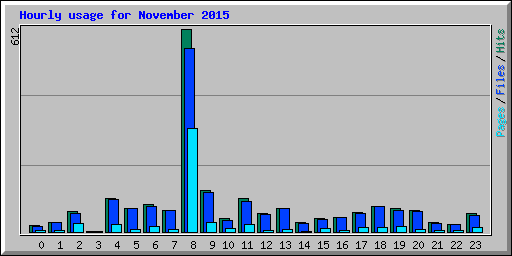 Hourly usage for November 2015
612
Pages/Files/Hits
0 1 2 3 4 5 6 7 8 9 10 11 12 13 14 15 16 17 18 19 20 21 22 23